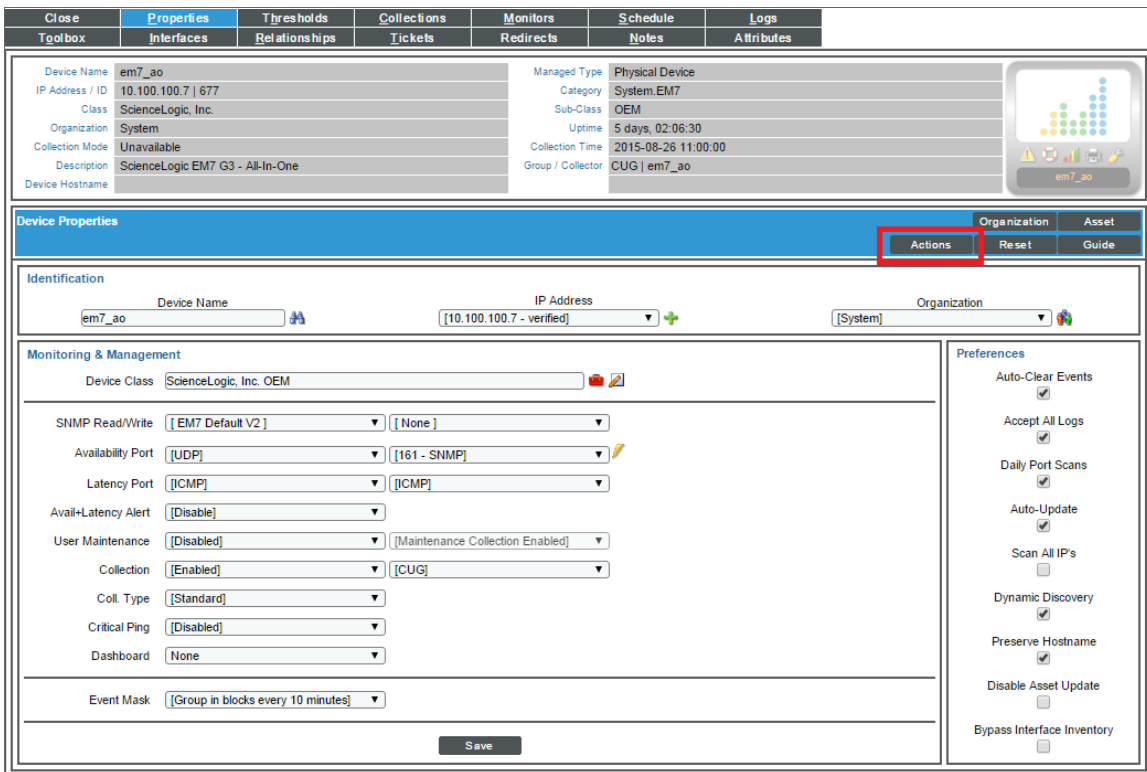 Close Properties Thresholds Collections Monitors Schedule Logs
Toolbox Interfaces Relationships Tickets Redirects Notes Attributes
Device Name em7_ao Managed Type Physical Device
IP Address / ID 10.100.100.7 | 677 Category System.EM7
Class ScienceLogic, Inc. Sub-Class OEM
Organization System Uptime 5 days, 02:06:30
Collection Mode Unavailable Collection Time 2015-08-26 11:00:00
Description ScienceLogic EM7 G3 - All-In-One Group / Collector CUG | em7_ao
Device Hostname
em7_ao
Device Properties Organization Asset
Actions Reset Guide
Identification
Device Name IP Address Organization
em7_ao [10.100.100.7 - verified] [System]
Monitoring & Management
Device Class ScienceLogic, Inc. OEM
SNMP Read/Write [ EM7 Default V2 ] [ None ]
Availability Port [UDP] [161 - SNMP]
Latency Port [ICMP] [ICMP]
Avail+Latency Alert [Disable]
User Maintenance [Disabled] [Maintenance Collection Enabled]
Collection [Enabled] [CUG]
Coll. Type [Standard]
Critical Ping [Disabled]
Dashboard None
Event Mask [Group in blocks every 10 minutes]
Save
Preferences
Auto-Clear Events
Accept All Logs
Daily Port Scans
Auto-Update
Scan All IP's
Dynamic Discovery
Preserve Hostname
Disable Asset Update
Bypass Interface Inventory